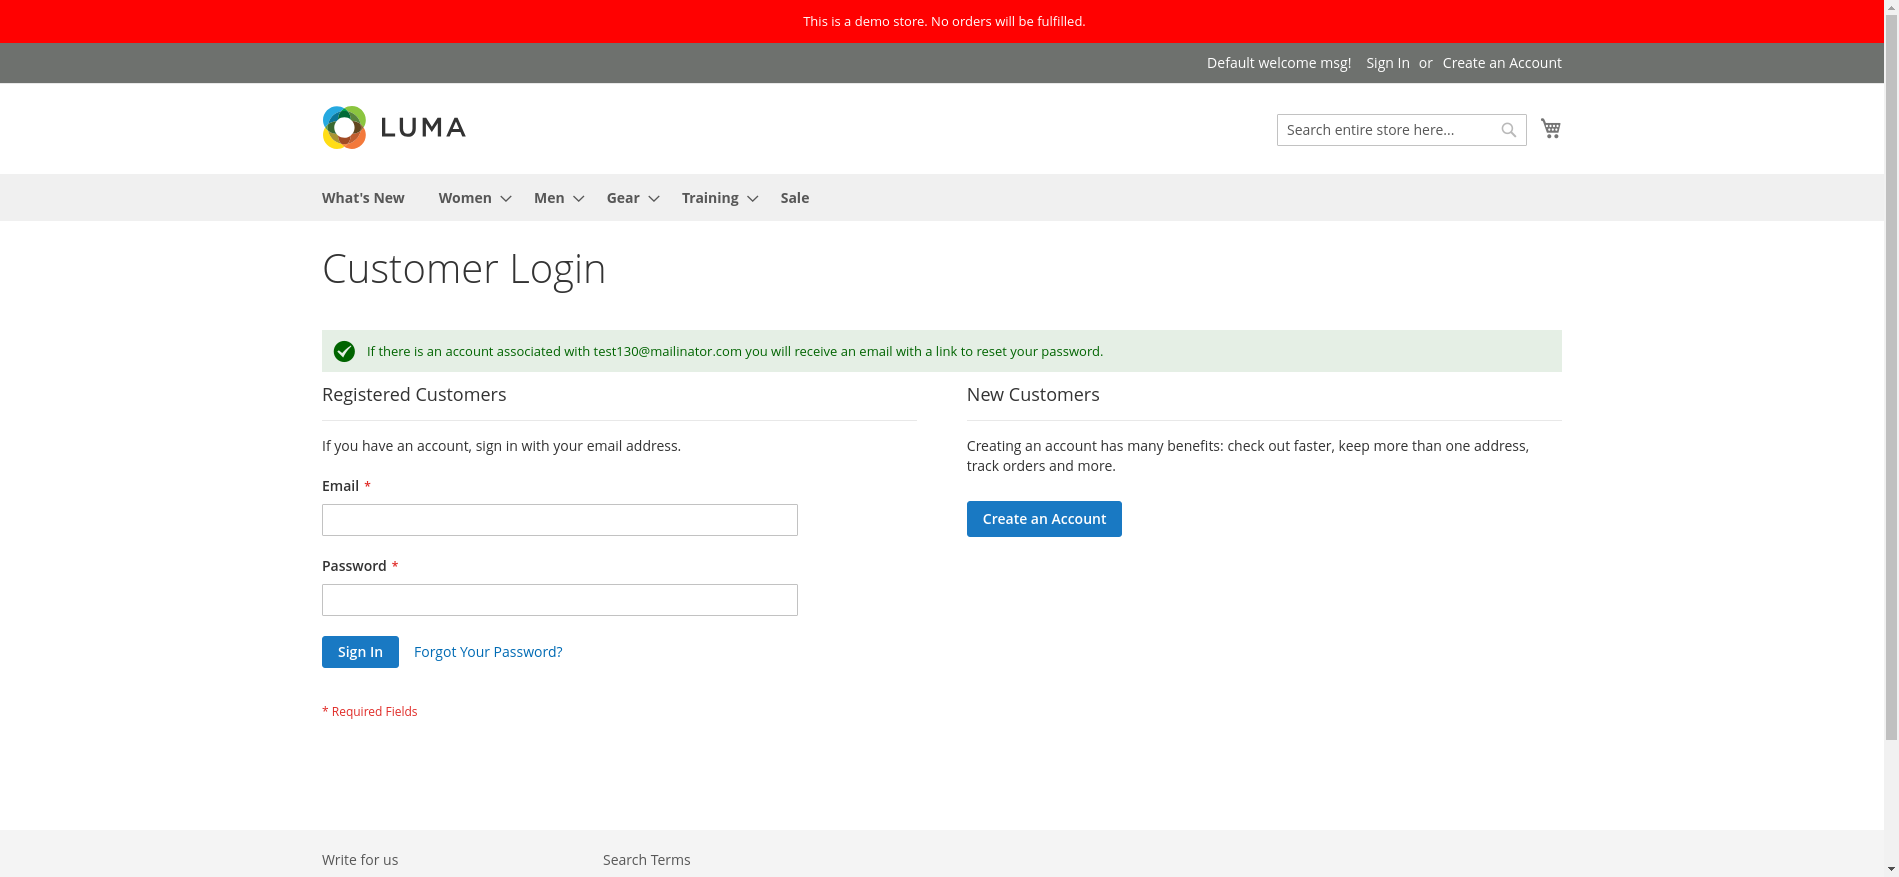 This is a demo store. No orders will be fulfilled.
Default welcome msg! Sign In or Create an Account
LUMA
Search entire store here...
What's New Women Men Gear Training Sale
Customer Login
If there is an account associated with test130@mailinator.com you will receive an email with a link to reset your password.
Registered Customers
If you have an account, sign in with your email address.
Email *
Password *
Sign In Forgot Your Password?
* Required Fields
New Customers
Creating an account has many benefits: check out faster, keep more than one address,
track orders and more.
Create an Account
Write for us
Search Terms